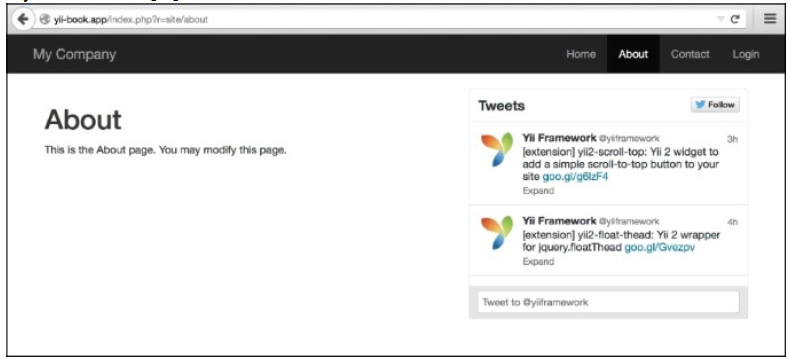 yii-book.app/index.php?r=site/about
My Company
Home About Contact Login
About
This is the About page. You may modify this page.
Tweets
Follow
Yii Framework @yiiframework 3h
[extension] yii2-scroll-top: Yii 2 widget to
add a simple scroll-to-top button to your
site goo.gl/g6IzF4
Expand
Yii Framework @yiiframework 4h
[extension] yii2-float-thead: Yii 2 wrapper
for jquery.floatThead goo.gl/Gvezpv
Expand
Tweet to @yiiframework